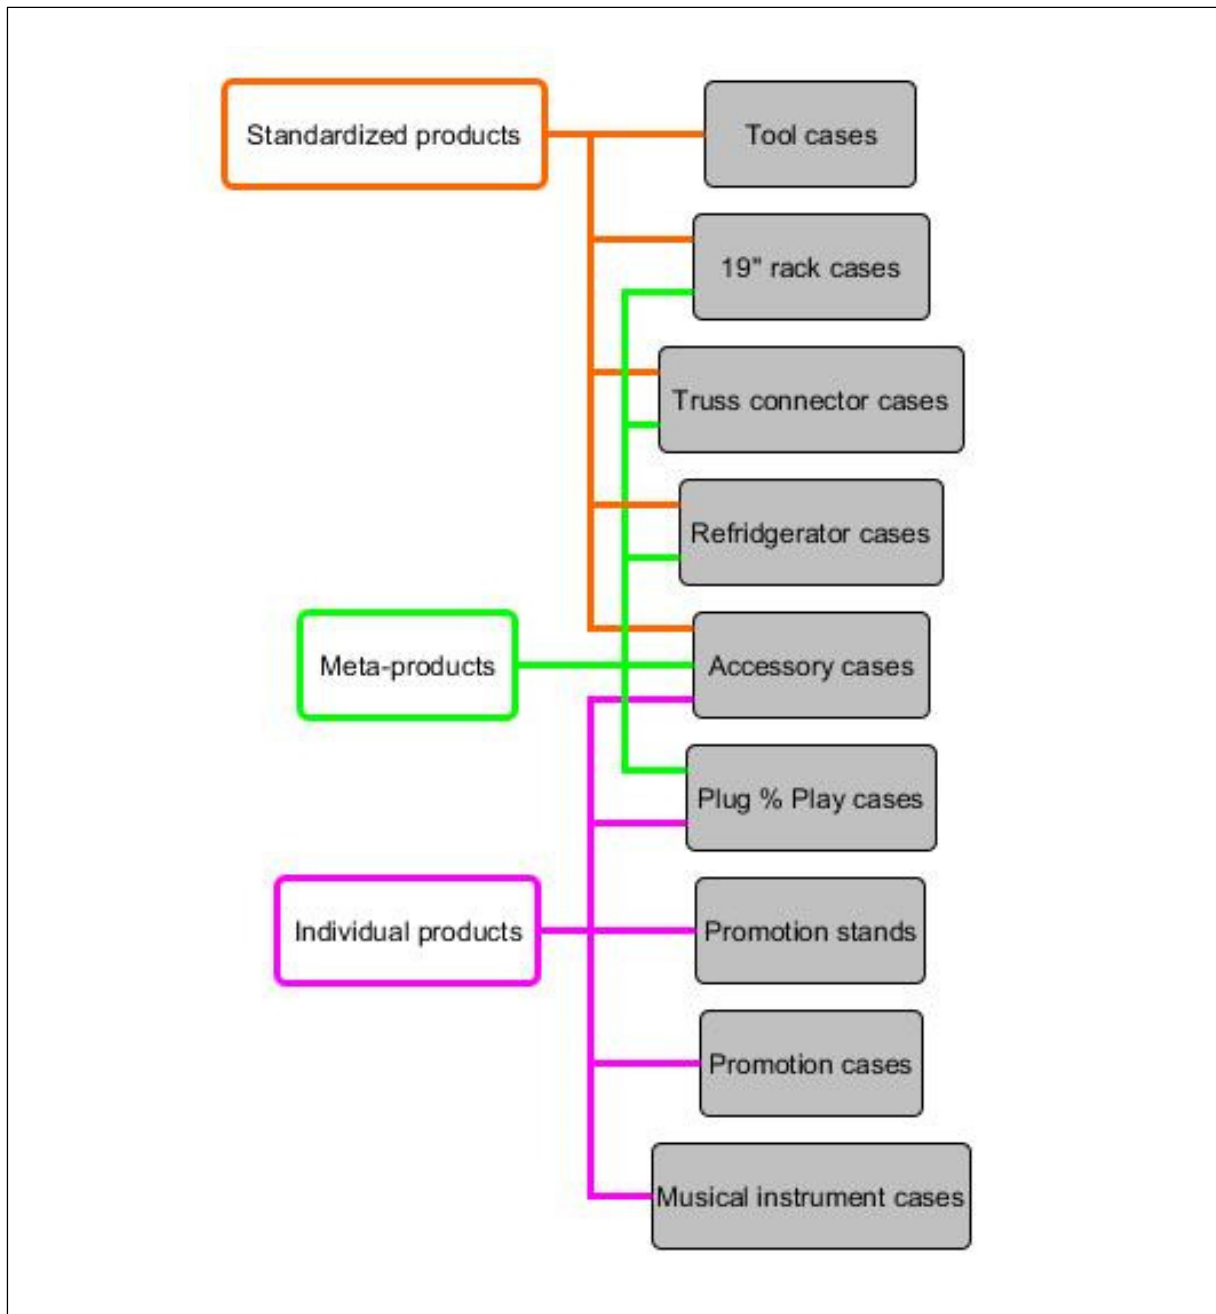 Standardized products
Tool cases
19" rack cases
Truss connector cases
Refridgerator cases
Meta-products
Accessory cases
Plug % Play cases
Individual products
Promotion stands
Promotion cases
Musical instrument cases